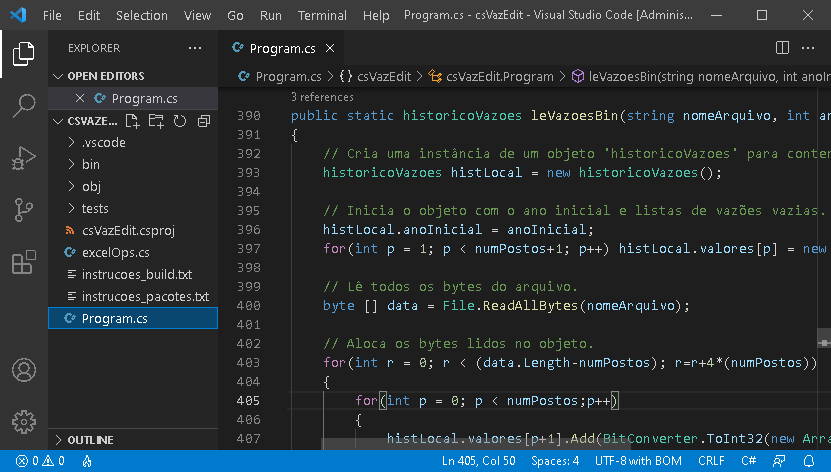 File Edit Selection View Go Run Terminal Help Program.cs - csVazEdit - Visual Studio Code [Adminis...
EXPLORER
OPEN EDITORS
Program.cs
CSVAZE...
.vscode
bin
obj
tests
csVazEdit.csproj
excelOps.cs
instrucoes_build.txt
instrucoes_pacotes.txt
Program.cs
OUTLINE
Program.cs
Program.cs > {} csVazEdit > csVazEdit.Program > leVazoesBin(string nomeArquivo, int anoIn
3 references
390 public static historicoVazoes leVazoesBin(string nomeArquivo, int an
391 {
392 // Cria uma instância de um objeto 'historicoVazoes' para conter
393 historicoVazoes histLocal = new historicoVazoes();
394
395 // Inicia o objeto com o ano inicial e listas de vazões vazias.
396 histLocal.anoInicial = anoInicial;
397 for(int p = 1; p < numPostos+1; p++) histLocal.valores[p] = new
398
399 // Lê todos os bytes do arquivo.
400 byte [] data = File.ReadAllBytes(nomeArquivo);
401
402 // Aloca os bytes lidos no objeto.
403 for(int r = 0; r < (data.Length-numPostos); r=r+4*(numPostos))
404 {
405 for(int p = 0; p < numPostos;p++)
406 {
407 histLocal.valores[p+1].Add(BitConverter.ToInt32(new Arra
0 0 Ln 405, Col 50 Spaces: 4 UTF-8 with BOM CRLF C#